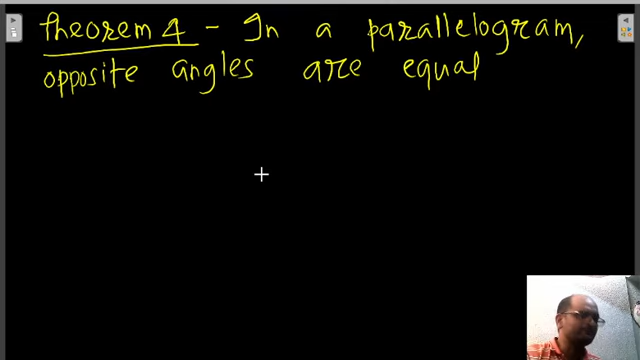 theorem 4 - In a parallelogram,
opposite angles are equal